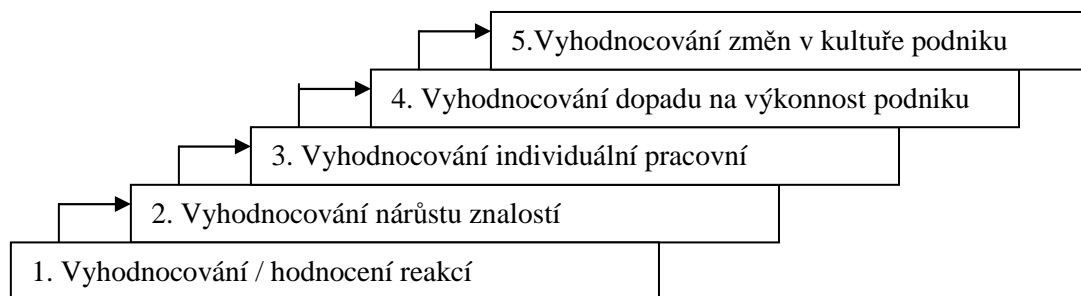 5.Vyhodnocování změn v kultuře podniku
4. Vyhodnocování dopadu na výkonnost podniku
3. Vyhodnocování individuální pracovní
2. Vyhodnocování nárůstu znalostí
1. Vyhodnocování / hodnocení reakcí